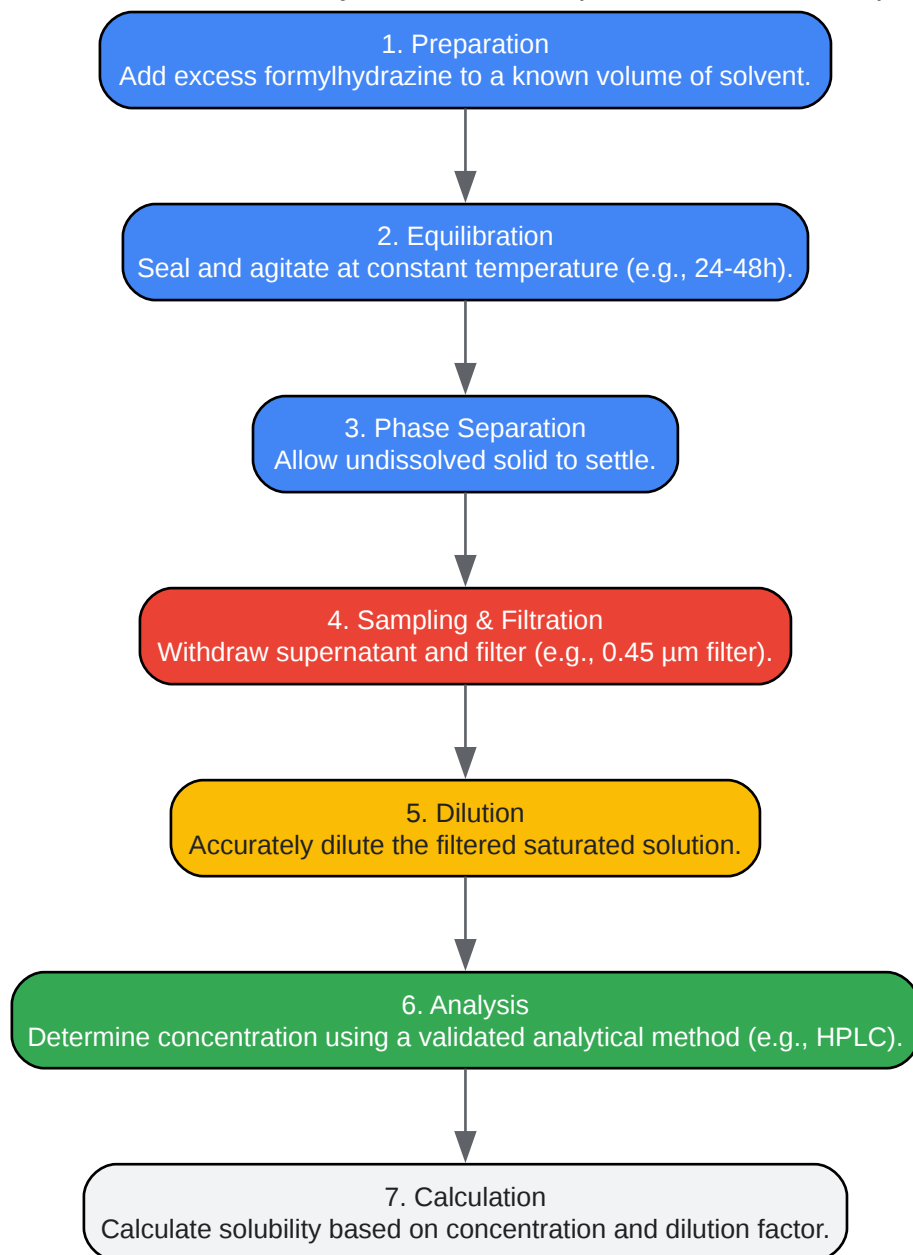 1. Preparation
Add excess formylhydrazine to a known volume of solvent.
2. Equilibration
Seal and agitate at constant temperature (e.g., 24-48h).
3. Phase Separation
Allow undissolved solid to settle.
4. Sampling & Filtration
Withdraw supernatant and filter (e.g., 0.45 µm filter).
5. Dilution
Accurately dilute the filtered saturated solution.
6. Analysis
Determine concentration using a validated analytical method (e.g., HPLC).
7. Calculation
Calculate solubility based on concentration and dilution factor.